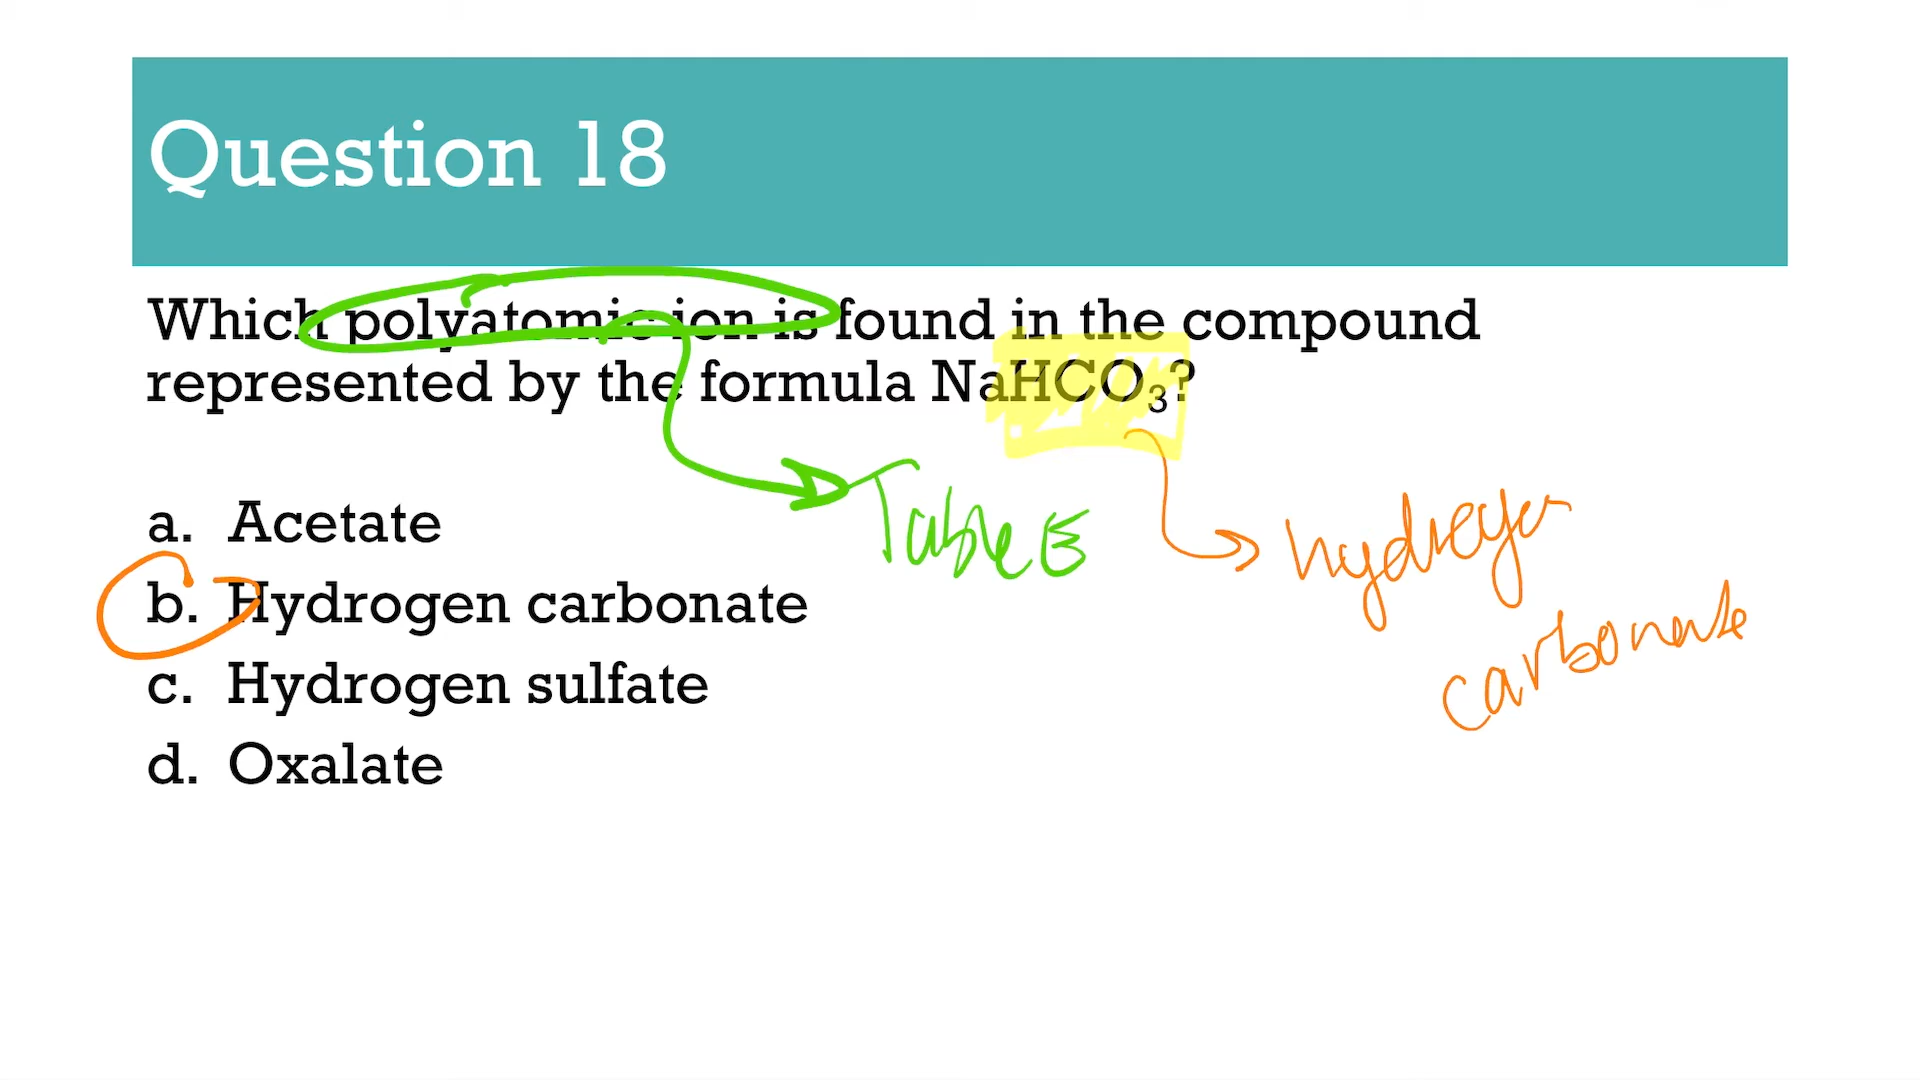 Question 18
Which polyatomic ion is found in the compound
represented by the formula NaHCO₃?
a. Acetate
b. Hydrogen carbonate
c. Hydrogen sulfate
d. Oxalate
Table E
hydrogen
carbonate